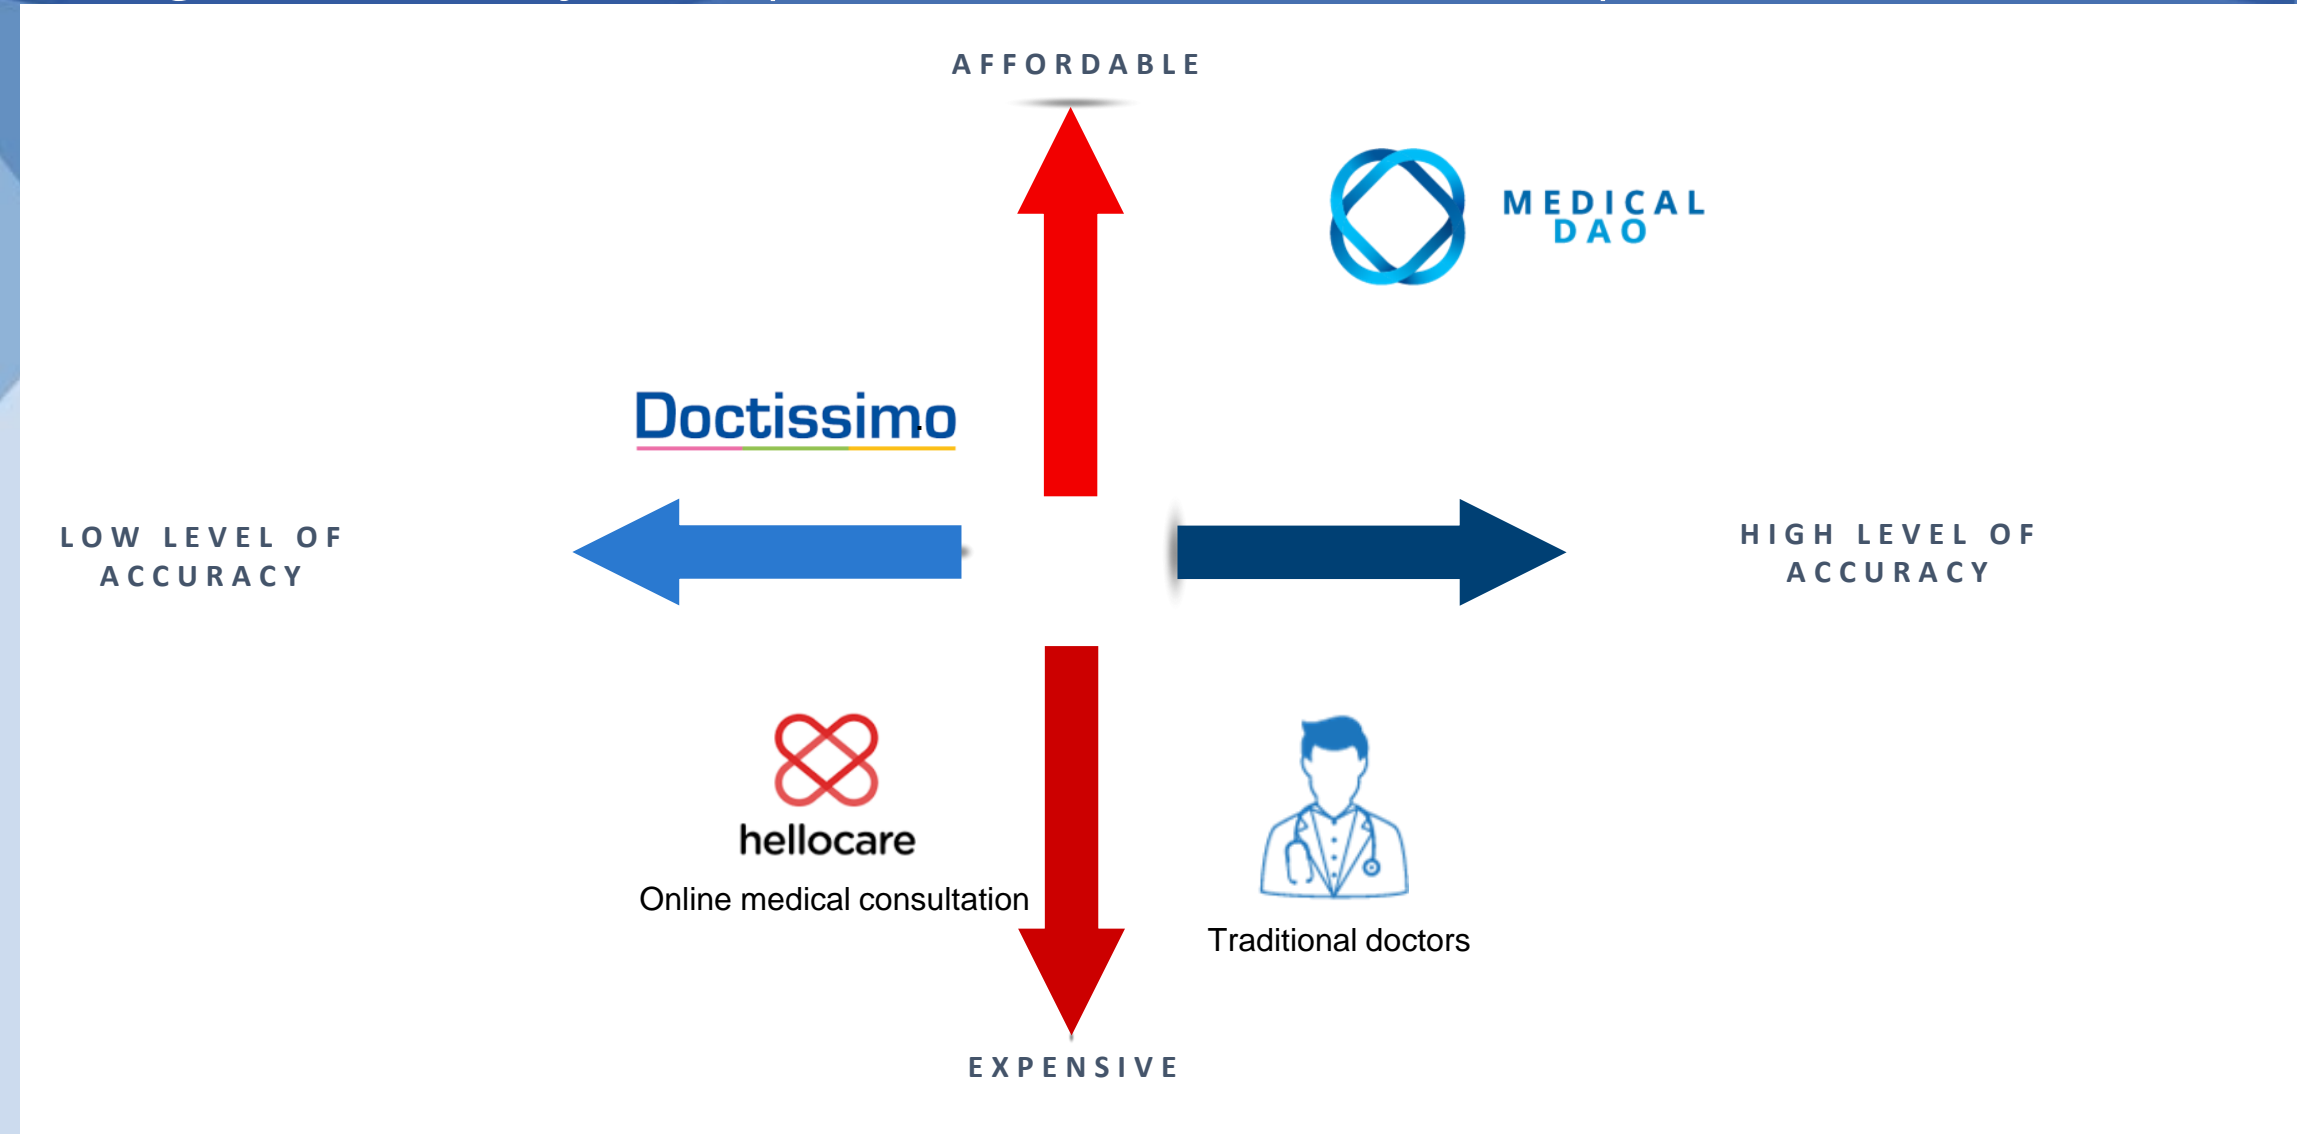 AFFORDABLE
MEDICAL
DAO
Doctissimo
LOW LEVEL OF
ACCURACY
HIGH LEVEL OF
ACCURACY
hellocare
Online medical consultation
Traditional doctors
EXPENSIVE